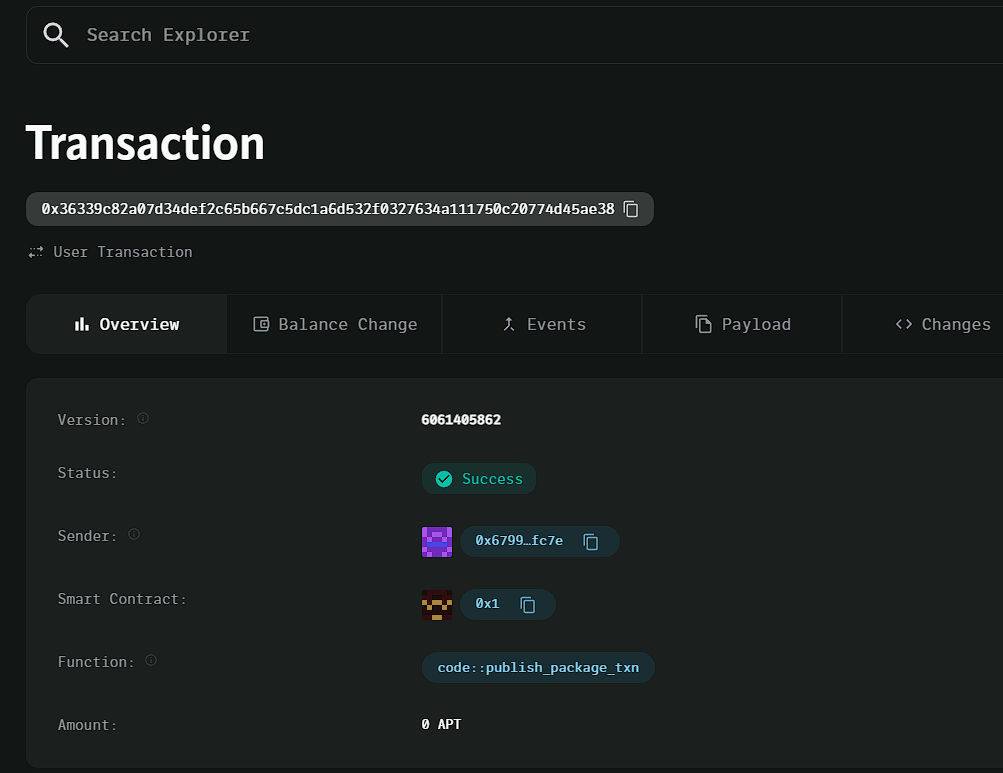 Search Explorer
Transaction
0x36339c82a07d34def2c65b667c5dc1a6d532f0327634a111750c20774d45ae38
User Transaction
Overview Balance Change Events Payload Changes
Version: 6061405862
Status: Success
Sender: 0x6799…fc7e
Smart Contract: 0x1
Function: code::publish_package_txn
Amount: 0 APT